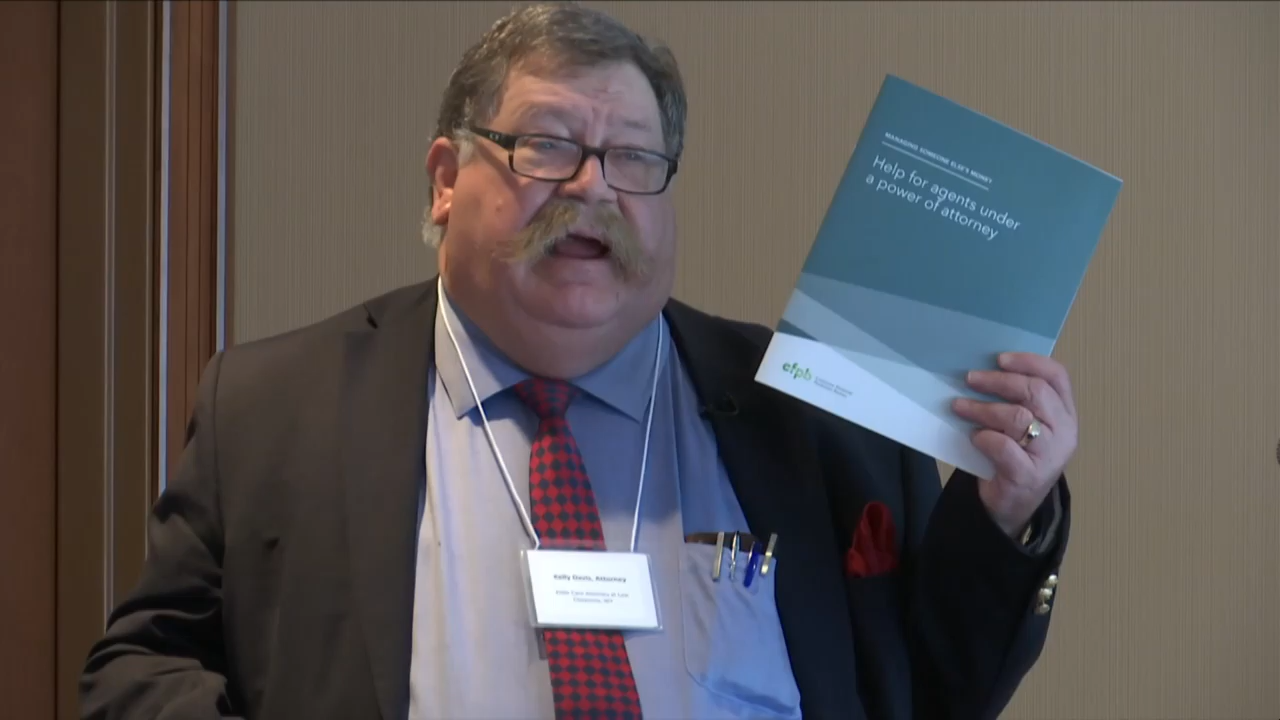 MANAGING SOMEONE ELSE'S MONEY
Help for agents under
a power of attorney
cfpb
Kelly Davis, Attorney